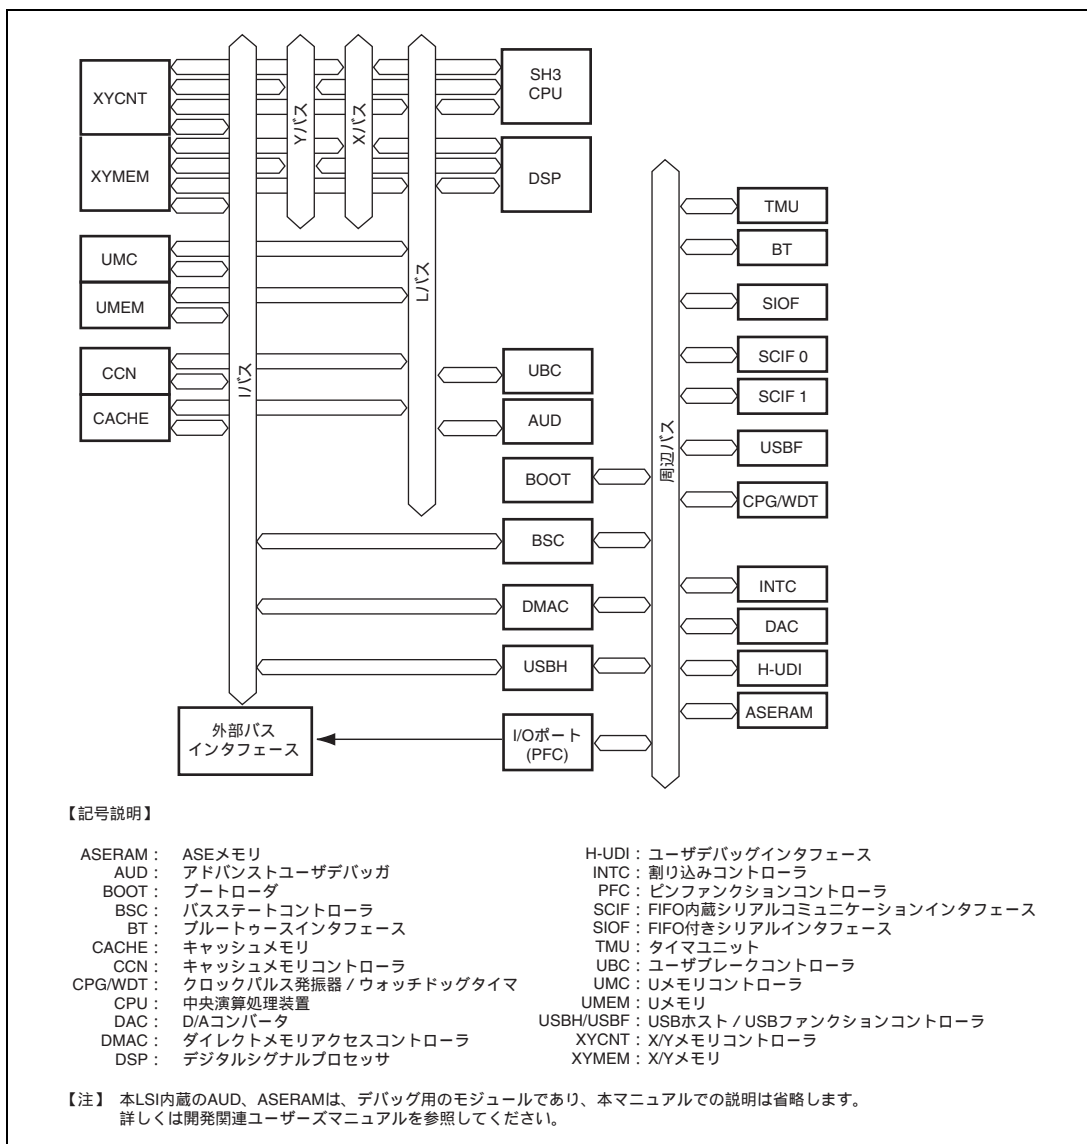 XYCNT
XYMEM
UMC
UMEM
CCN
CACHE
Iバス
Yバス
Xバス
Lバス
SH3
CPU
DSP
UBC
AUD
BOOT
BSC
DMAC
USBH
I/Oポート
(PFC)
外部バス
インタフェース
周辺バス
TMU
BT
SIOF
SCIF 0
SCIF 1
USBF
CPG/WDT
INTC
DAC
H-UDI
ASERAM
【記号説明】
ASERAM : ASEメモリ
AUD : アドバンストユーザデバッガ
BOOT : ブートローダ
BSC : バスステートコントローラ
BT : ブルートゥースインタフェース
CACHE : キャッシュメモリ
CCN : キャッシュメモリコントローラ
CPG/WDT : クロックパルス発振器 / ウォッチドッグタイマ
CPU : 中央演算処理装置
DAC : D/Aコンバータ
DMAC : ダイレクトメモリアクセスコントローラ
DSP : デジタルシグナルプロセッサ
H-UDI : ユーザデバッグインタフェース
INTC : 割り込みコントローラ
PFC : ピンファンクションコントローラ
SCIF : FIFO内蔵シリアルコミュニケーションインタフェース
SIOF : FIFO付きシリアルインタフェース
TMU : タイマユニット
UBC : ユーザブレークコントローラ
UMC : Uメモリコントローラ
UMEM : Uメモリ
USBH/USBF : USBホスト / USBファンクションコントローラ
XYCNT : X/Yメモリコントローラ
XYMEM : X/Yメモリ
【注】 本LSI内蔵のAUD、ASERAMは、デバッグ用のモジュールであり、本マニュアルでの説明は省略します。
詳しくは開発関連ユーザーズマニュアルを参照してください。